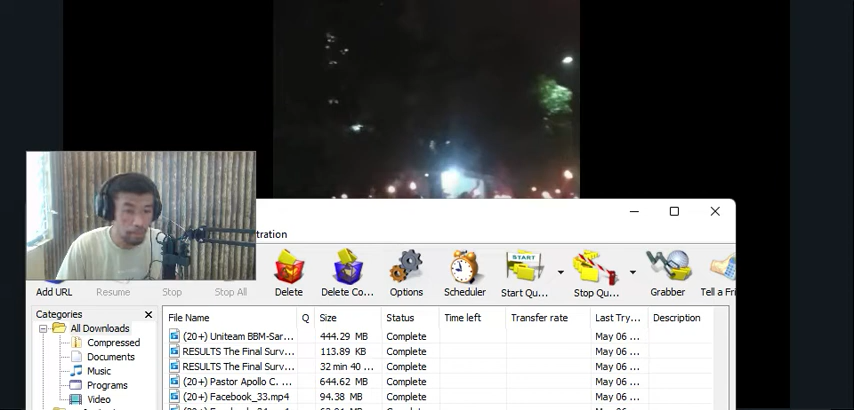 tration
Add URL Resume Stop Stop All Delete Delete Co... Options Scheduler START Start Qu... Stop Qu... Grabber Tell a Fri
Categories
All Downloads
Compressed
Documents
Music
Programs
Video
File Name Q Size Status Time left Transfer rate Last Try... Description
(20+) Uniteam BBM-Sar... 444.29 MB Complete May 06 ...
RESULTS The Final Surv... 113.89 KB Complete May 06 ...
RESULTS The Final Surv... 32 min 40 ... Complete May 06 ...
(20+) Pastor Apollo C. ... 644.62 MB Complete May 06 ...
(20+) Facebook_33.mp4 94.38 MB Complete May 06 ...